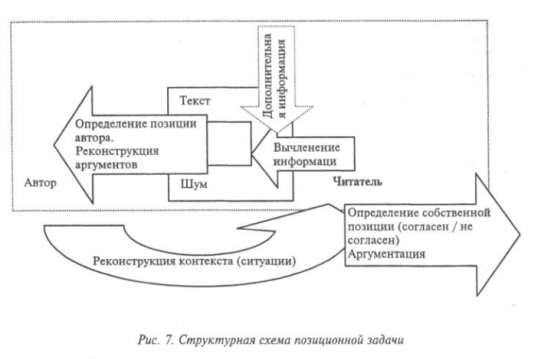 Дополнительна
я информация
Текст
Определение позиции
автора.
Реконструкция
аргументов
Вычленение
информаци
Автор
Шум
Читатель
Определение собственной
позиции (согласен / не
согласен)
Аргументация
Реконструкция контекста (ситуации)
Рис. 7. Структурная схема позиционной задачи